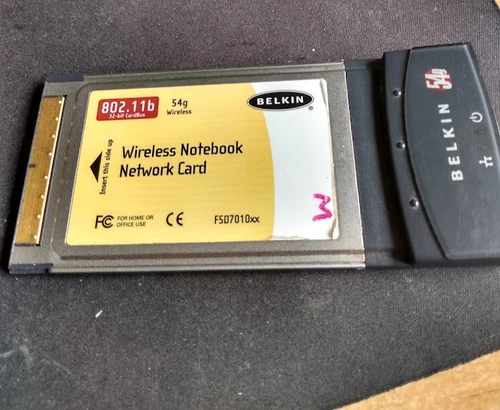 802.11b
32-bit CardBus
54g
Wireless
BELKIN
Insert this side up
Wireless Notebook
Network Card
FC FOR HOME OR
OFFICE USE
CE
F5D7010xx
BELKIN 54g